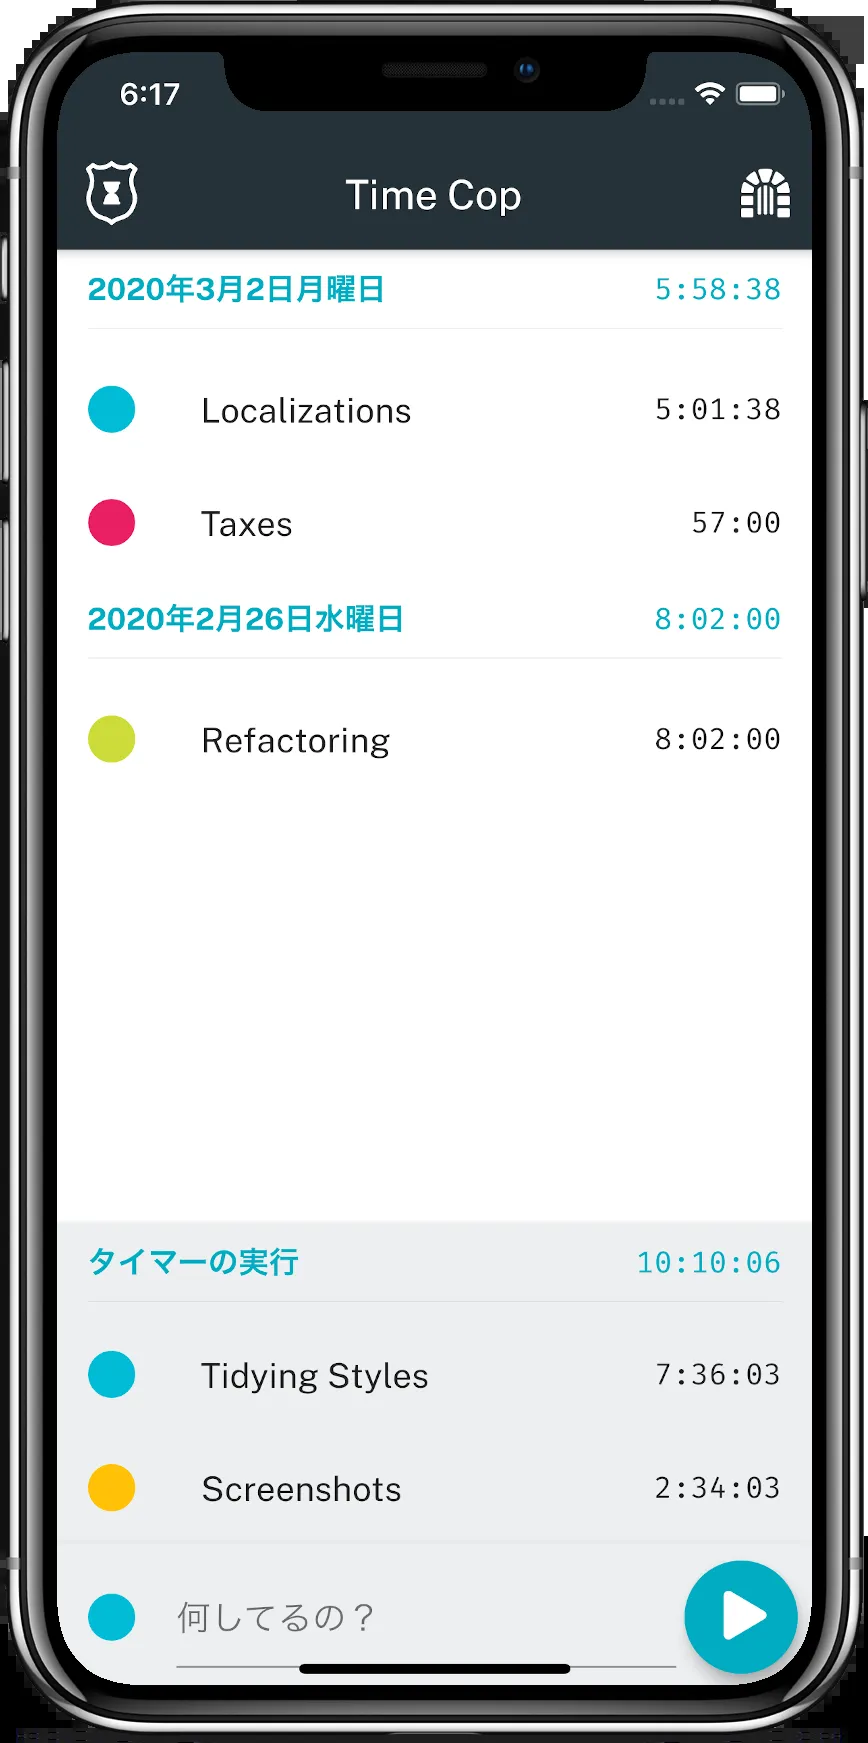 6:17
Time Cop
2020年3月2日月曜日 5:58:38
Localizations 5:01:38
Taxes 57:00
2020年2月26日水曜日 8:02:00
Refactoring 8:02:00
タイマーの実行 10:10:06
Tidying Styles 7:36:03
Screenshots 2:34:03
何してるの？